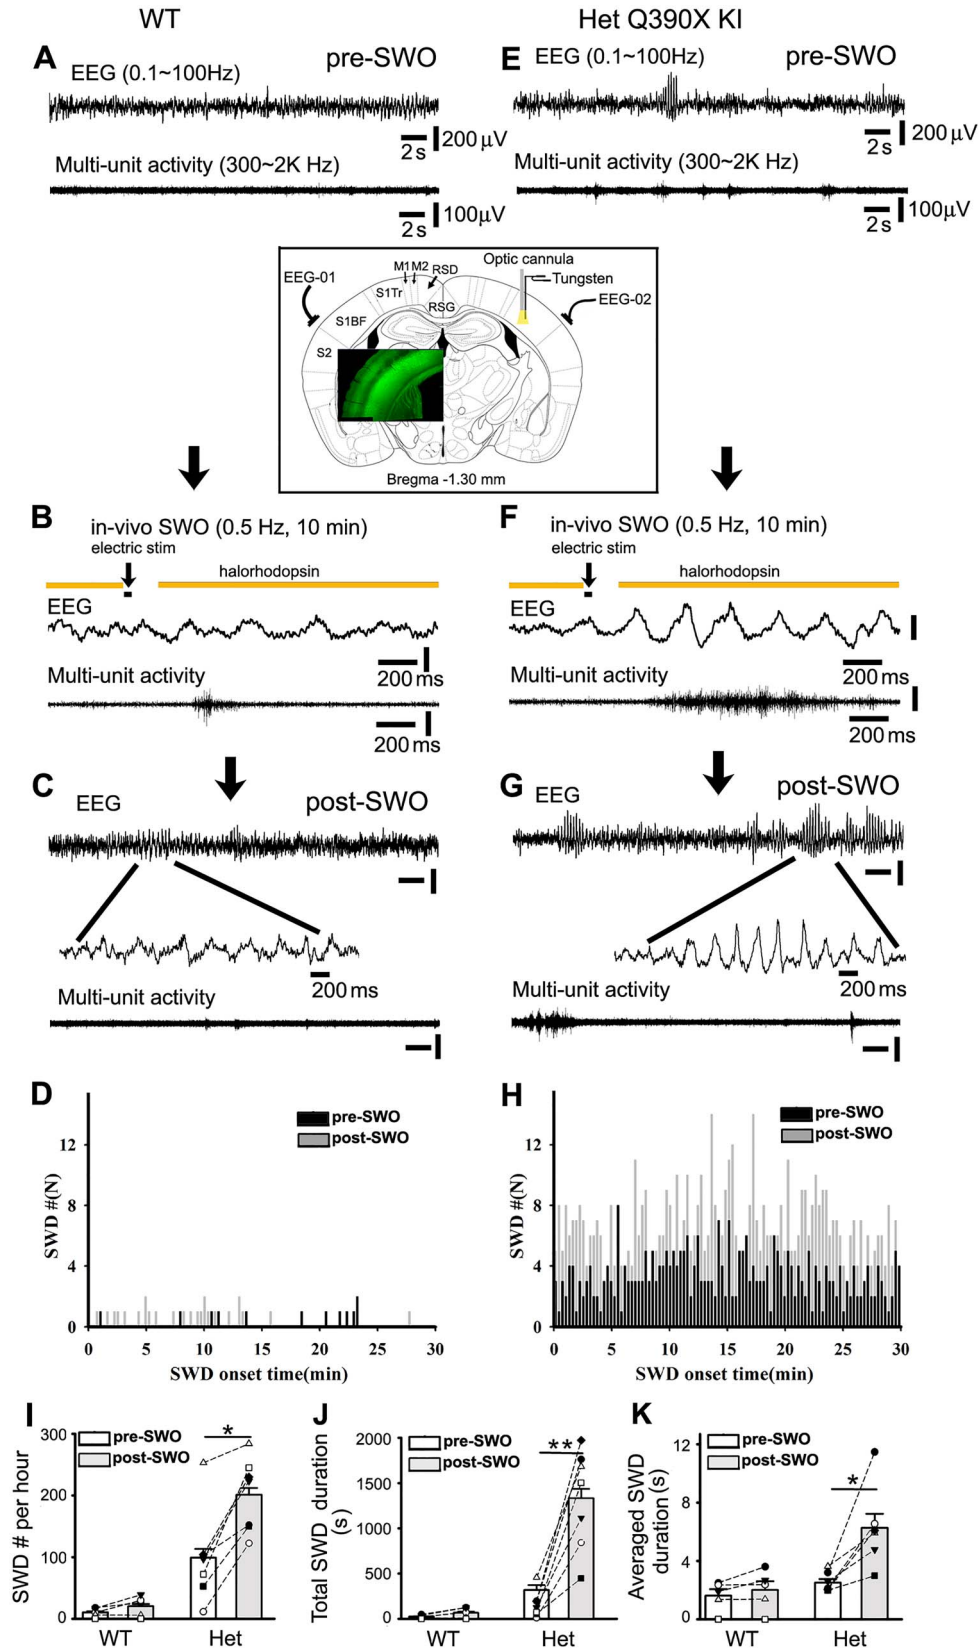 WT
Het Q390X KI
A
EEG (0.1~100Hz)
pre-SWO
2 s
200 μV
Multi-unit activity (300~2K Hz)
2 s
100μV
E
EEG (0.1~100Hz)
pre-SWO
2 s
200 μV
Multi-unit activity (300~2K Hz)
2 s
100μV
EEG-01
M1 M2 RSD
S1Tr
RSG
S1BF
S2
Optic cannula
Tungsten
EEG-02
Bregma -1.30 mm
B
in-vivo SWO (0.5 Hz, 10 min)
electric stim
halorhodopsin
EEG
200 ms
Multi-unit activity
200 ms
F
in-vivo SWO (0.5 Hz, 10 min)
electric stim
halorhodopsin
EEG
200 ms
Multi-unit activity
200 ms
C
EEG
post-SWO
200 ms
Multi-unit activity
G
EEG
post-SWO
200 ms
Multi-unit activity
D
pre-SWO
post-SWO
SWD #(N)
12
8
4
0
0 5 10 15 20 25 30
SWD onset time(min)
H
pre-SWO
post-SWO
SWD #(N)
12
8
4
0
0 5 10 15 20 25 30
SWD onset time(min)
I
pre-SWO
post-SWO
*
SWD # per hour
300
200
100
0
WT Het
J
pre-SWO
post-SWO
**
Total SWD duration
(s)
2000
1500
1000
500
0
WT Het
K
pre-SWO
post-SWO
*
Averaged SWD
duration (s)
12
8
4
0
WT Het